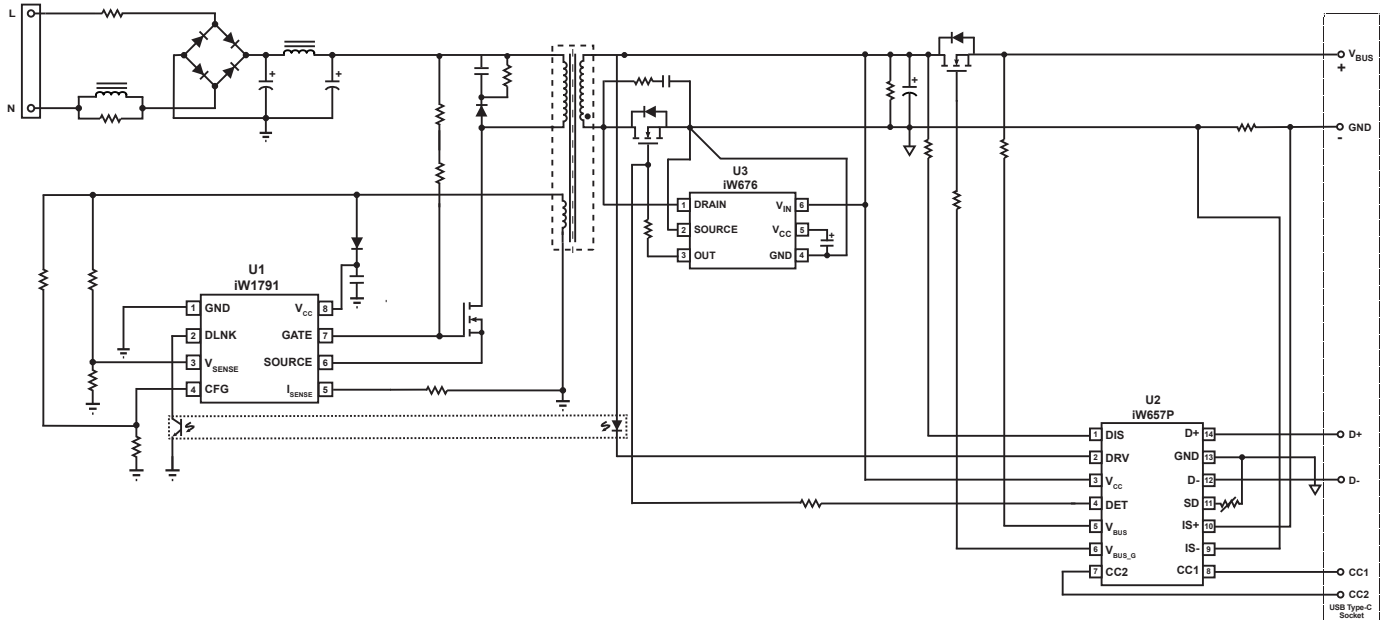 L
N
+
+
U1
iW1791
1 GND
2 DLNK
3 VSENSE
4 CFG
VCC 8
GATE 7
SOURCE 6
ISENSE 5
U3
iW676
1 DRAIN
2 SOURCE
3 OUT
VIN 6
VCC 5
GND 4
+
+
U2
iW657P
1 DIS
2 DRV
3 VCC
4 DET
5 VBUS
6 VBUS_G
7 CC2
D+ 14
GND 13
D- 12
SD 11
IS+ 10
IS- 9
CC1 8
VBUS
+
GND
-
D+
D-
CC1
CC2
USB Type-C
Socket